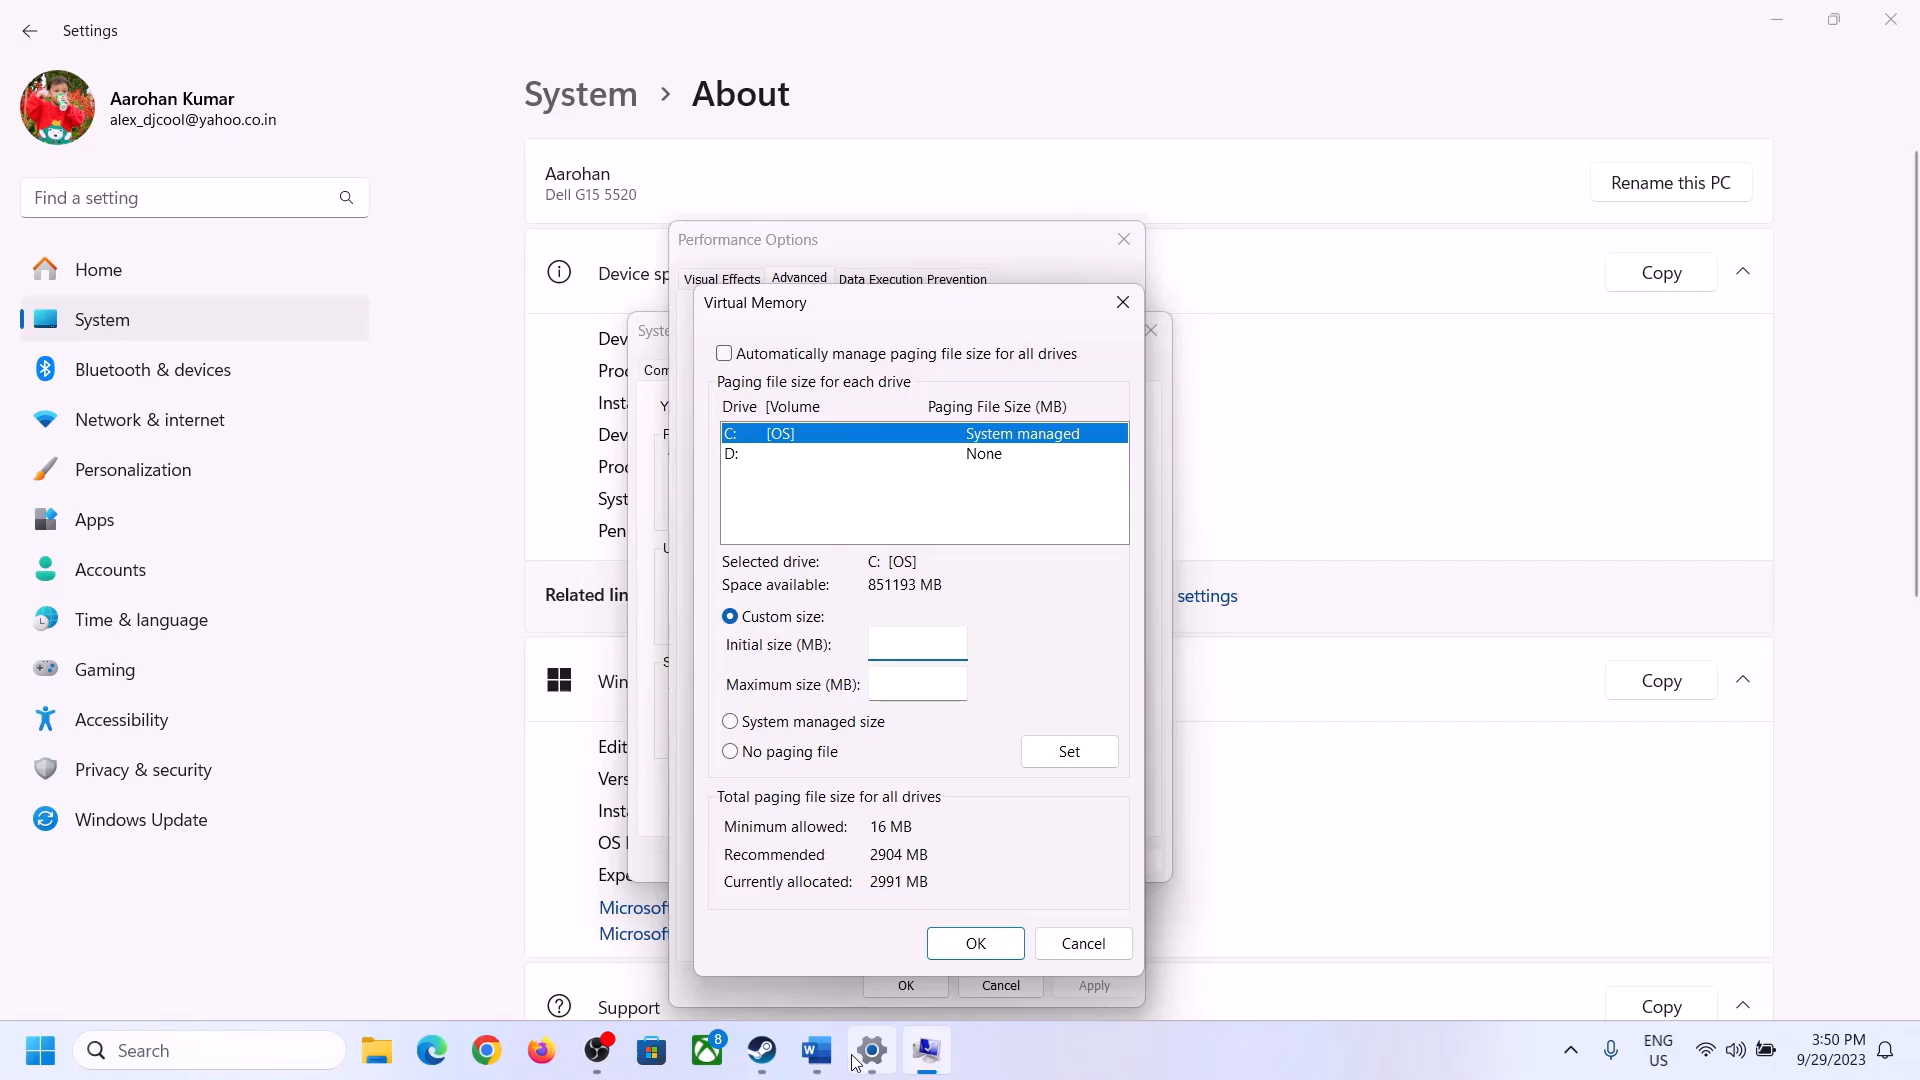 Settings
Aarohan Kumar
alex_djcool@yahoo.co.in
Find a setting
Home
System
Bluetooth & devices
Network & internet
Personalization
Apps
Accounts
Time & language
Gaming
Accessibility
Privacy & security
Windows Update
System > About
Aarohan
Dell G15 5520
Rename this PC
Device sp
Copy
Related lin
settings
Win
Copy
Edit
Vers
Inst
OS
Expe
Microsof
Microsof
Support
Copy
Performance Options
Visual Effects Advanced Data Execution Prevention
Syste
Com
Virtual Memory
Automatically manage paging file size for all drives
Paging file size for each drive
Drive [Volume Paging File Size (MB)
C: [OS] System managed
D: None
Selected drive: C: [OS]
Space available: 851193 MB
Custom size:
Initial size (MB):
Maximum size (MB):
System managed size
No paging file
Set
Total paging file size for all drives
Minimum allowed: 16 MB
Recommended 2904 MB
Currently allocated: 2991 MB
OK Cancel
OK Cancel Apply
Search
8
ENG
US
3:50 PM
9/29/2023